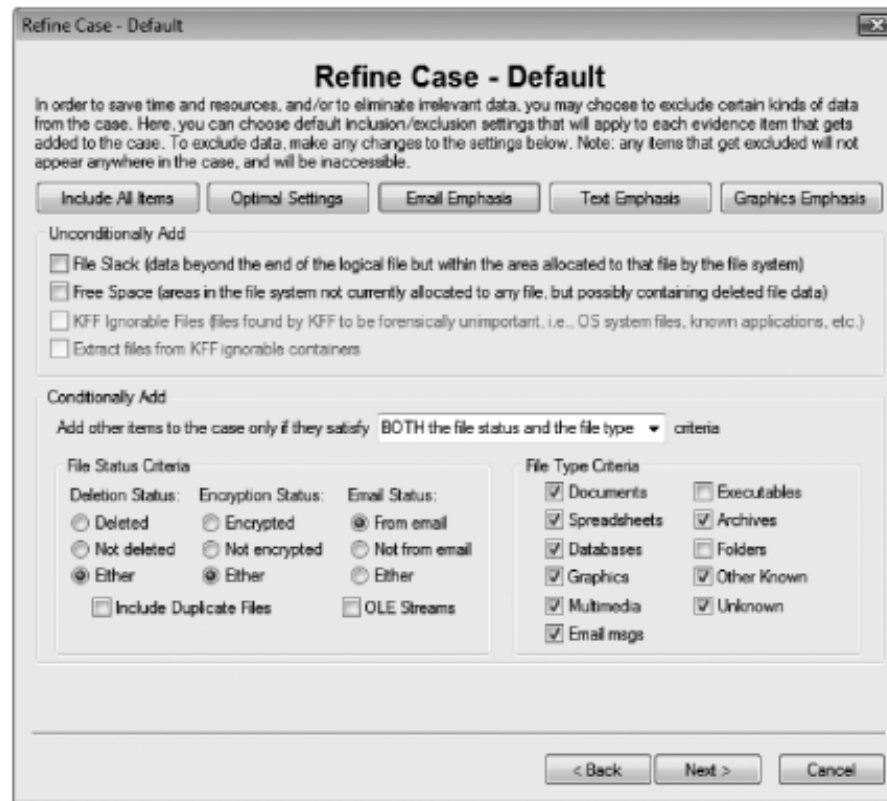 Refine Case - Default
Refine Case - Default
In order to save time and resources, and/or to eliminate irrelevant data, you may choose to exclude certain kinds of data
from the case. Here, you can choose default inclusion/exclusion settings that will apply to each evidence item that gets
added to the case. To exclude data, make any changes to the settings below. Note: any items that get excluded will not
appear anywhere in the case, and will be inaccessible.
Include All Items Optimal Settings Email Emphasis Text Emphasis Graphics Emphasis
Unconditionally Add
File Slack (data beyond the end of the logical file but within the area allocated to that file by the file system)
Free Space (areas in the file system not currently allocated to any file, but possibly containing deleted file data)
KFF Ignorable Files (files found by KFF to be forensically unimportant, i.e., OS system files, known applications, etc.)
Extract files from KFF ignorable containers
Conditionally Add
Add other items to the case only if they satisfy BOTH the file status and the file type criteria
File Status Criteria
Deletion Status: Encryption Status: Email Status:
Deleted Encrypted From email
Not deleted Not encrypted Not from email
Either Either Either
Include Duplicate Files OLE Streams
File Type Criteria
Documents Executables
Spreadsheets Archives
Databases Folders
Graphics Other Known
Multimedia Unknown
Email msgs
< Back Next > Cancel